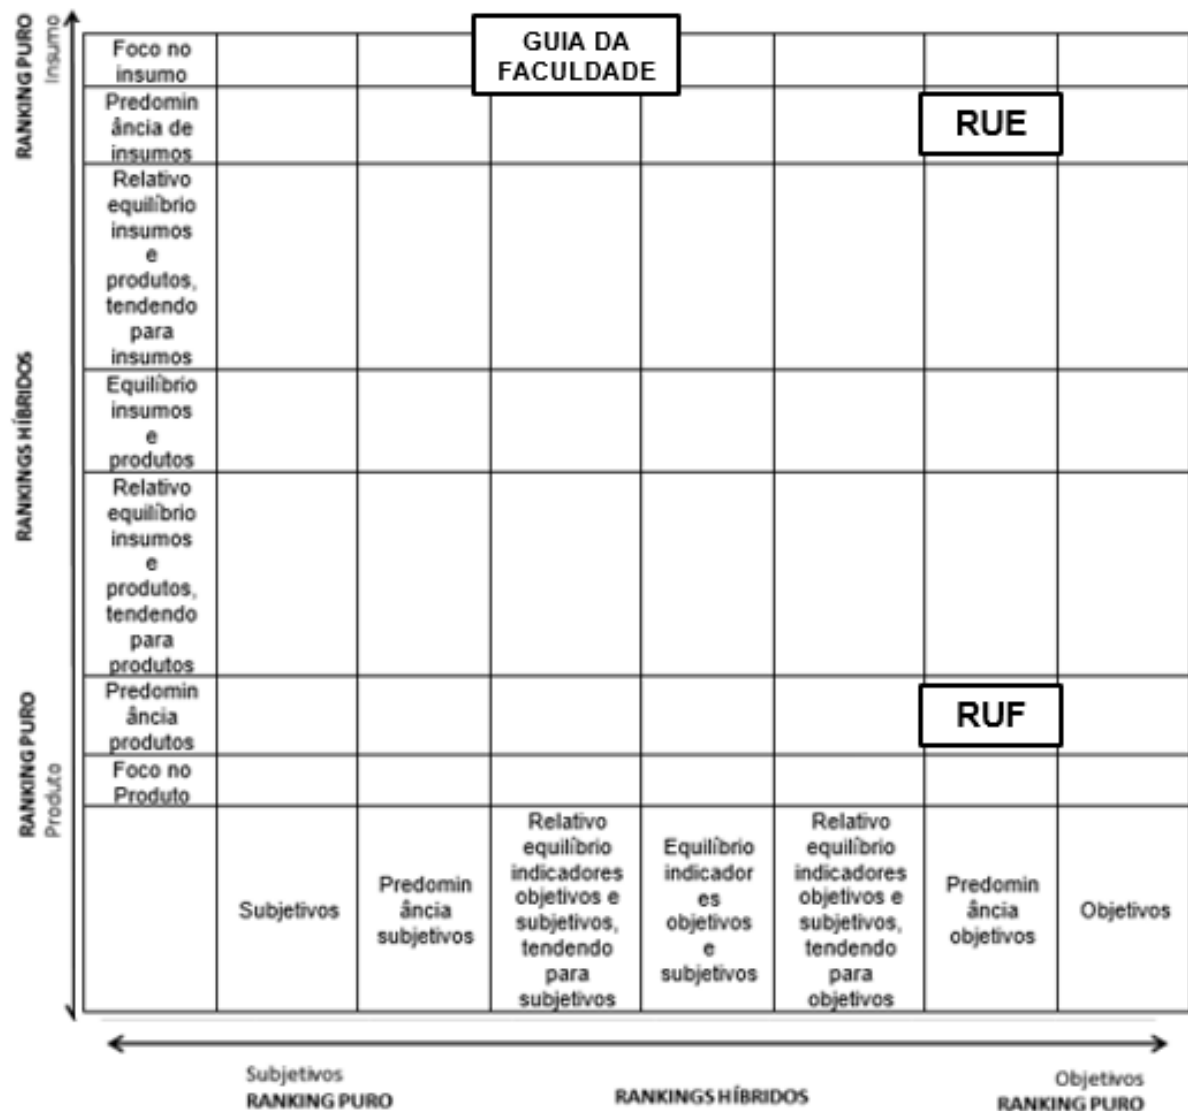 RANKING PURO
Insumo
Foco no
insumo
GUIA DA
FACULDADE
Predomin
ância de
insumos
RUE
Relativo
equilíbrio
insumos
e
produtos,
tendendo
para
insumos
RANKINGS HÍBRIDOS
Equilíbrio
insumos
e
produtos
Relativo
equilíbrio
insumos
e
produtos,
tendendo
para
produtos
RANKING PURO
Produto
Predomin
ância
produtos
RUF
Foco no
Produto
Subjetivos
Predomin
ância
subjetivos
Relativo
equilíbrio
indicadores
objetivos e
subjetivos,
tendendo
para
subjetivos
Equilíbrio
indicador
es
objetivos
e
subjetivos
Relativo
equilíbrio
indicadores
objetivos e
subjetivos,
tendendo
para
objetivos
Predomin
ância
objetivos
Objetivos
Subjetivos
RANKING PURO
RANKINGS HÍBRIDOS
Objetivos
RANKING PURO